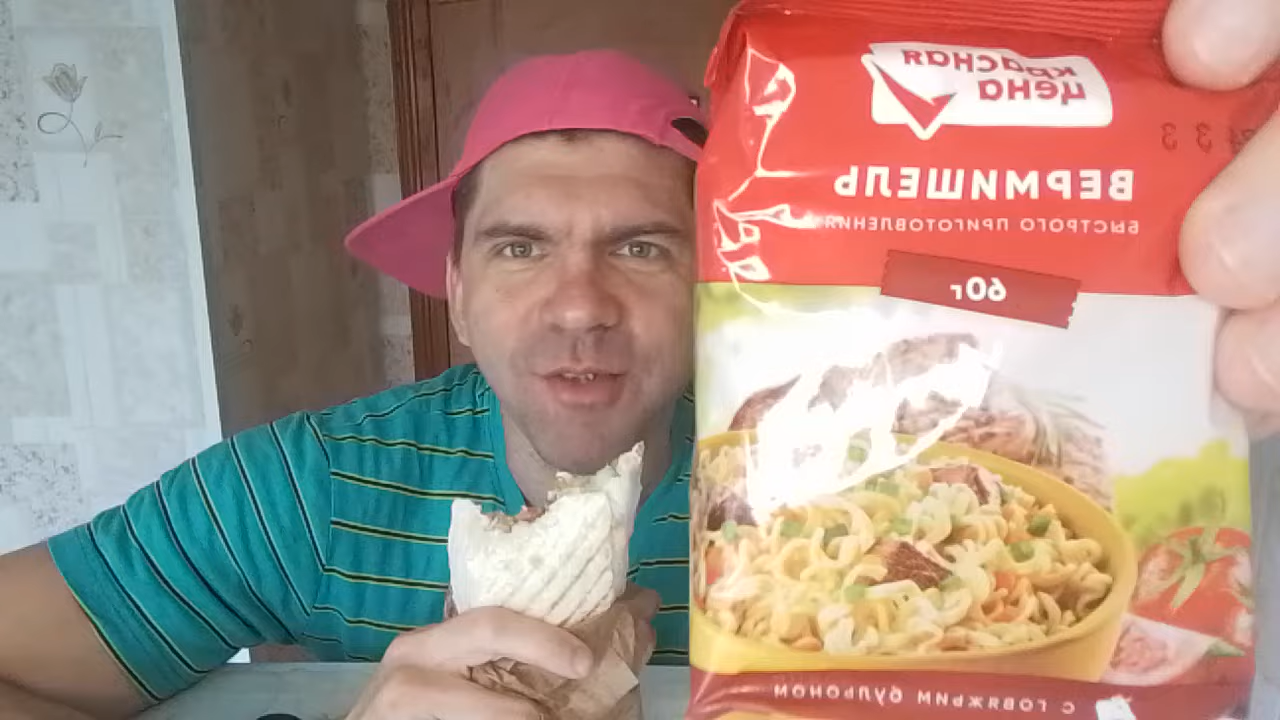 красная
цена
ВЕРМИШЕЛЬ
БЫСТРОГО ПРИГОТОВЛЕНИЯ
60г
С ГОВЯЖЬИМ БУЛЬОНОМ